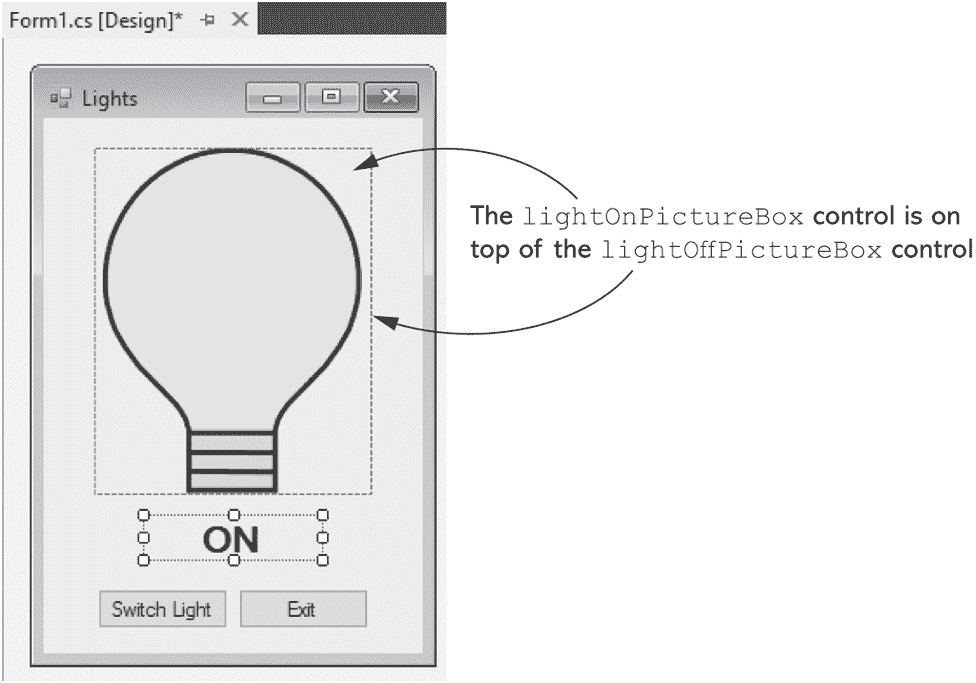 Form1.cs [Design]*
Lights
The lightOnPictureBox control is on
top of the lightOffPictureBox control
ON
Switch Light
Exit